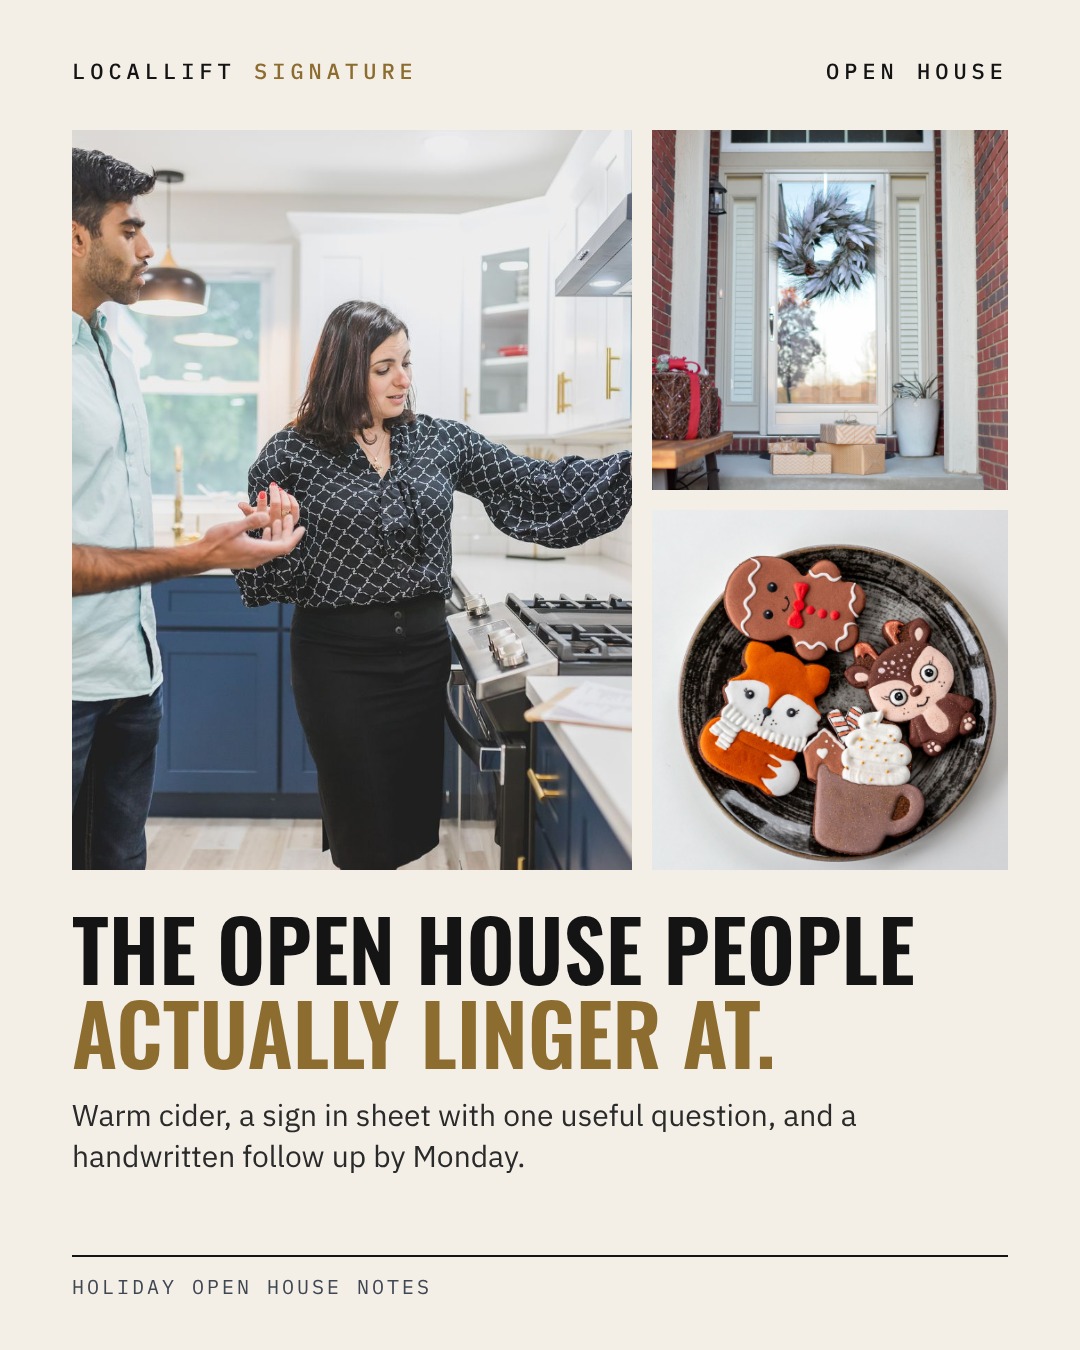 LOCALLIFT SIGNATURE
OPEN HOUSE
THE OPEN HOUSE PEOPLE
ACTUALLY LINGER AT.
Warm cider, a sign in sheet with one useful question, and a
handwritten follow up by Monday.
HOLIDAY OPEN HOUSE NOTES